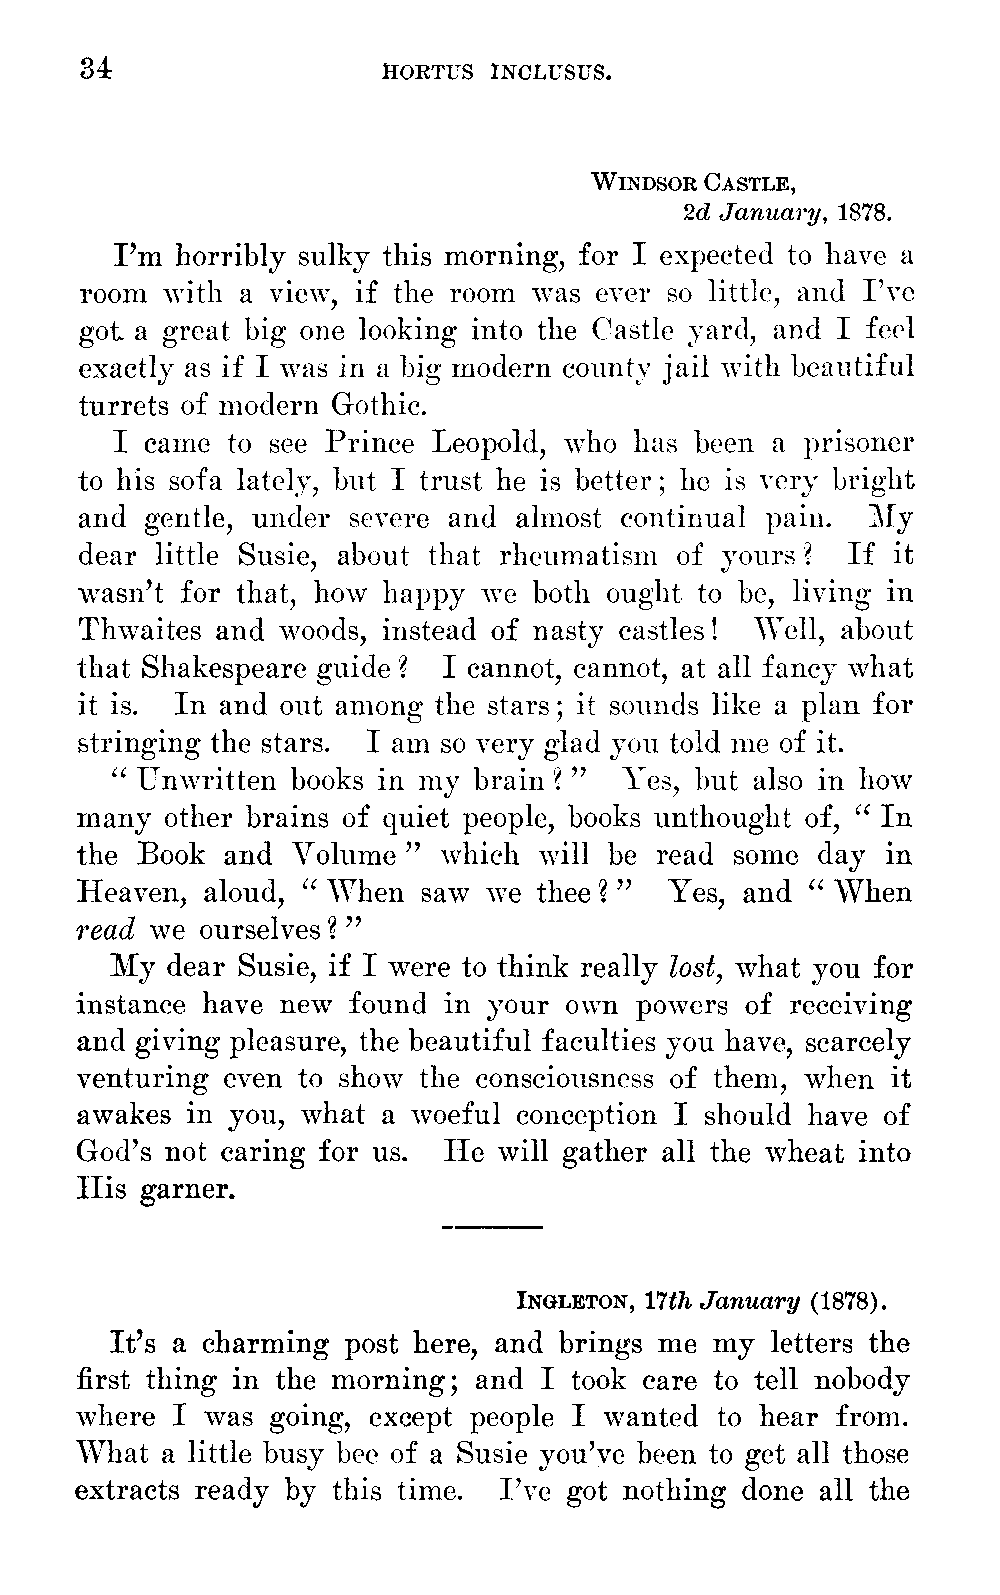 34 HORTUS INCLUSUS.
WINDSOR CASTLE,
2d January, 1878.
I'm horribly sulky this morning, for I expected to have a
room with a view, if the room was ever so little, and I've
got a great big one looking into the Castle yard, and I feel
exactly as if I was in a big modern county jail with beautiful
turrets of modern Gothic.
I came to see Prince Leopold, who has been a prisoner
to his sofa lately, but I trust he is better; he is very bright
and gentle, under severe and almost continual pain. My
dear little Susie, about that rheumatism of yours? If it
wasn't for that, how happy we both ought to be, living in
Thwaites and woods, instead of nasty castles! Well, about
that Shakespeare guide? I cannot, cannot, at all fancy what
it is. In and out among the stars; it sounds like a plan for
stringing the stars. I am so very glad you told me of it.
"Unwritten books in my brain?" Yes, but also in how
many other brains of quiet people, books unthought of, "In
the Book and Volume" which will be read some day in
Heaven, aloud, "When saw we thee?" Yes, and "When
read we ourselves?"
My dear Susie, if I were to think really lost, what you for
instance have new found in your own powers of receiving
and giving pleasure, the beautiful faculties you have, scarcely
venturing even to show the consciousness of them, when it
awakes in you, what a woeful conception I should have of
God's not caring for us. He will gather all the wheat into
His garner.
INGLETON, 17th January (1878).
It's a charming post here, and brings me my letters the
first thing in the morning; and I took care to tell nobody
where I was going, except people I wanted to hear from.
What a little busy bee of a Susie you've been to get all those
extracts ready by this time. I've got nothing done all the